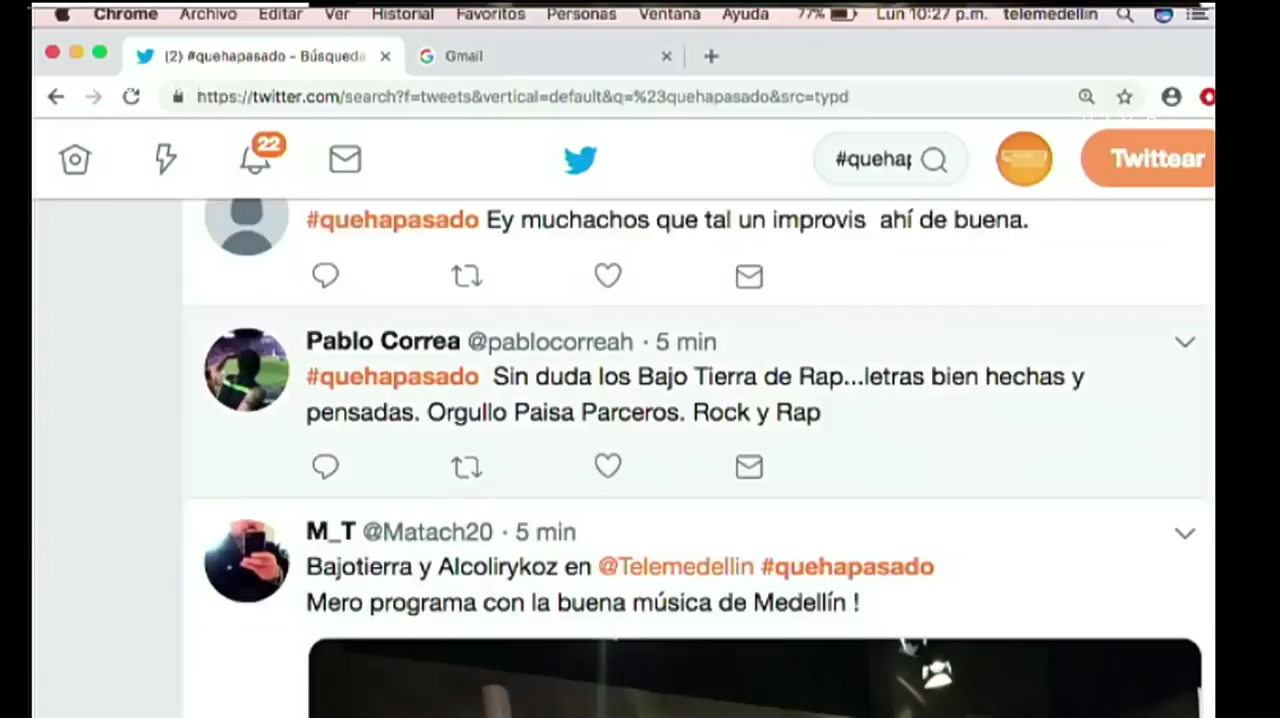 Chrome Archivo Editar Ver Historial Favoritos Personas Ventana Ayuda 77% Lun 10:27 p.m. telemedellin
(2) #quehapasado - Búsqueda Gmail
https://twitter.com/search?f=tweets&vertical=default&q=%23quehapasado&src=typd
22 #quehap Twittear
#quehapasado Ey muchachos que tal un improvis ahí de buena.
Pablo Correa @pablocorreah · 5 min
#quehapasado Sin duda los Bajo Tierra de Rap...letras bien hechas y
pensadas. Orgullo Paisa Parceros. Rock y Rap
M_T @Matach20 · 5 min
Bajotierra y Alcolirykoz en @Telemedellin #quehapasado
Mero programa con la buena música de Medellín !